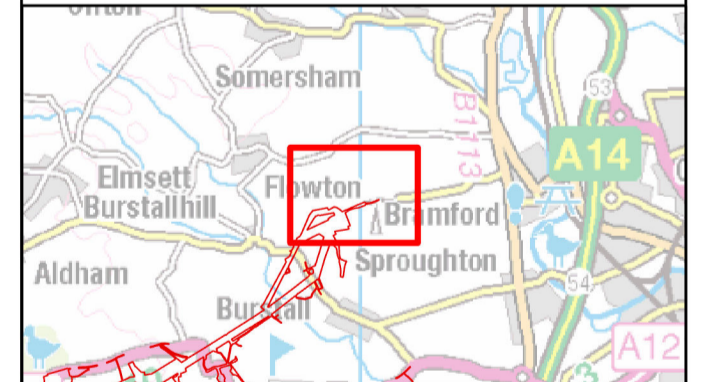 Somersham
53
B1113
A14
Elmsett
Flowton
Burstallhill
Bramford
Sproughton
Aldham
54
Burstall
A12